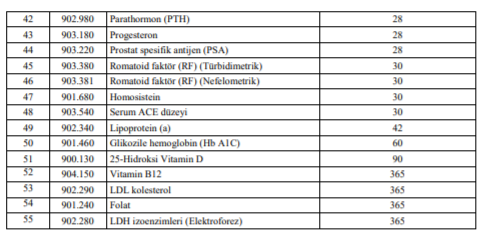 42 902.980 Parathormon (PTH) 28
43 903.180 Progesteron 28
44 903.220 Prostat spesifik antijen (PSA) 28
45 903.380 Romatoid faktör (RF) (Türbidimetrik) 30
46 903.381 Romatoid faktör (RF) (Nefelometrik) 30
47 901.680 Homosistein 30
48 903.540 Serum ACE düzeyi 30
49 902.340 Lipoprotein (a) 42
50 901.460 Glikozile hemoglobin (Hb A1C) 60
51 900.130 25-Hidroksi Vitamin D 90
52 904.150 Vitamin B12 365
53 902.290 LDL kolesterol 365
54 901.240 Folat 365
55 902.280 LDH izoenzimleri (Elektroforez) 365